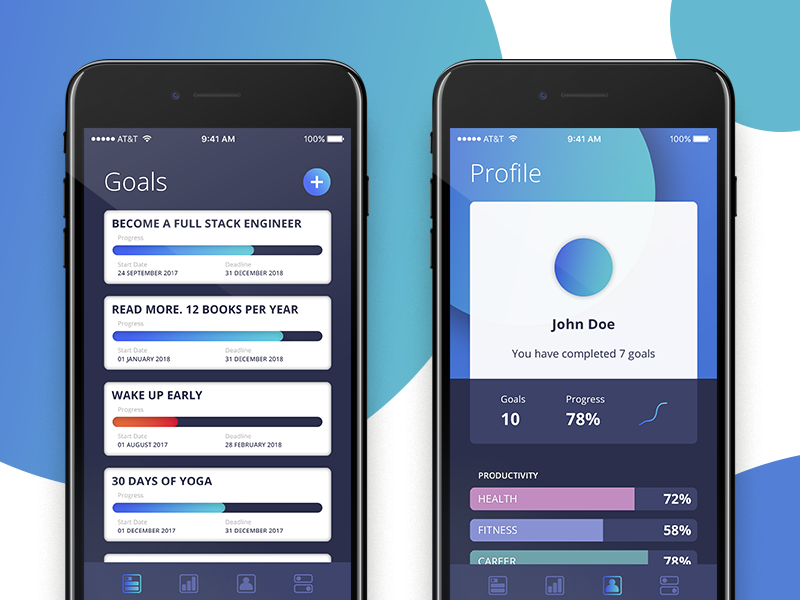 AT&T 9:41 AM 100%
Goals
BECOME A FULL STACK ENGINEER
Progress
Start Date Deadline
24 SEPTEMBER 2017 31 DECEMBER 2018
READ MORE. 12 BOOKS PER YEAR
Progress
Start Date Deadline
01 JANUARY 2018 31 DECEMBER 2018
WAKE UP EARLY
Progress
Start Date Deadline
01 AUGUST 2017 28 FEBRUARY 2018
30 DAYS OF YOGA
Progress
Start Date Deadline
01 DECEMBER 2017 31 DECEMBER 2017
AT&T 9:41 AM 100%
Profile
John Doe
You have completed 7 goals
Goals Progress
10 78%
PRODUCTIVITY
HEALTH 72%
FITNESS 58%
CAREER 78%